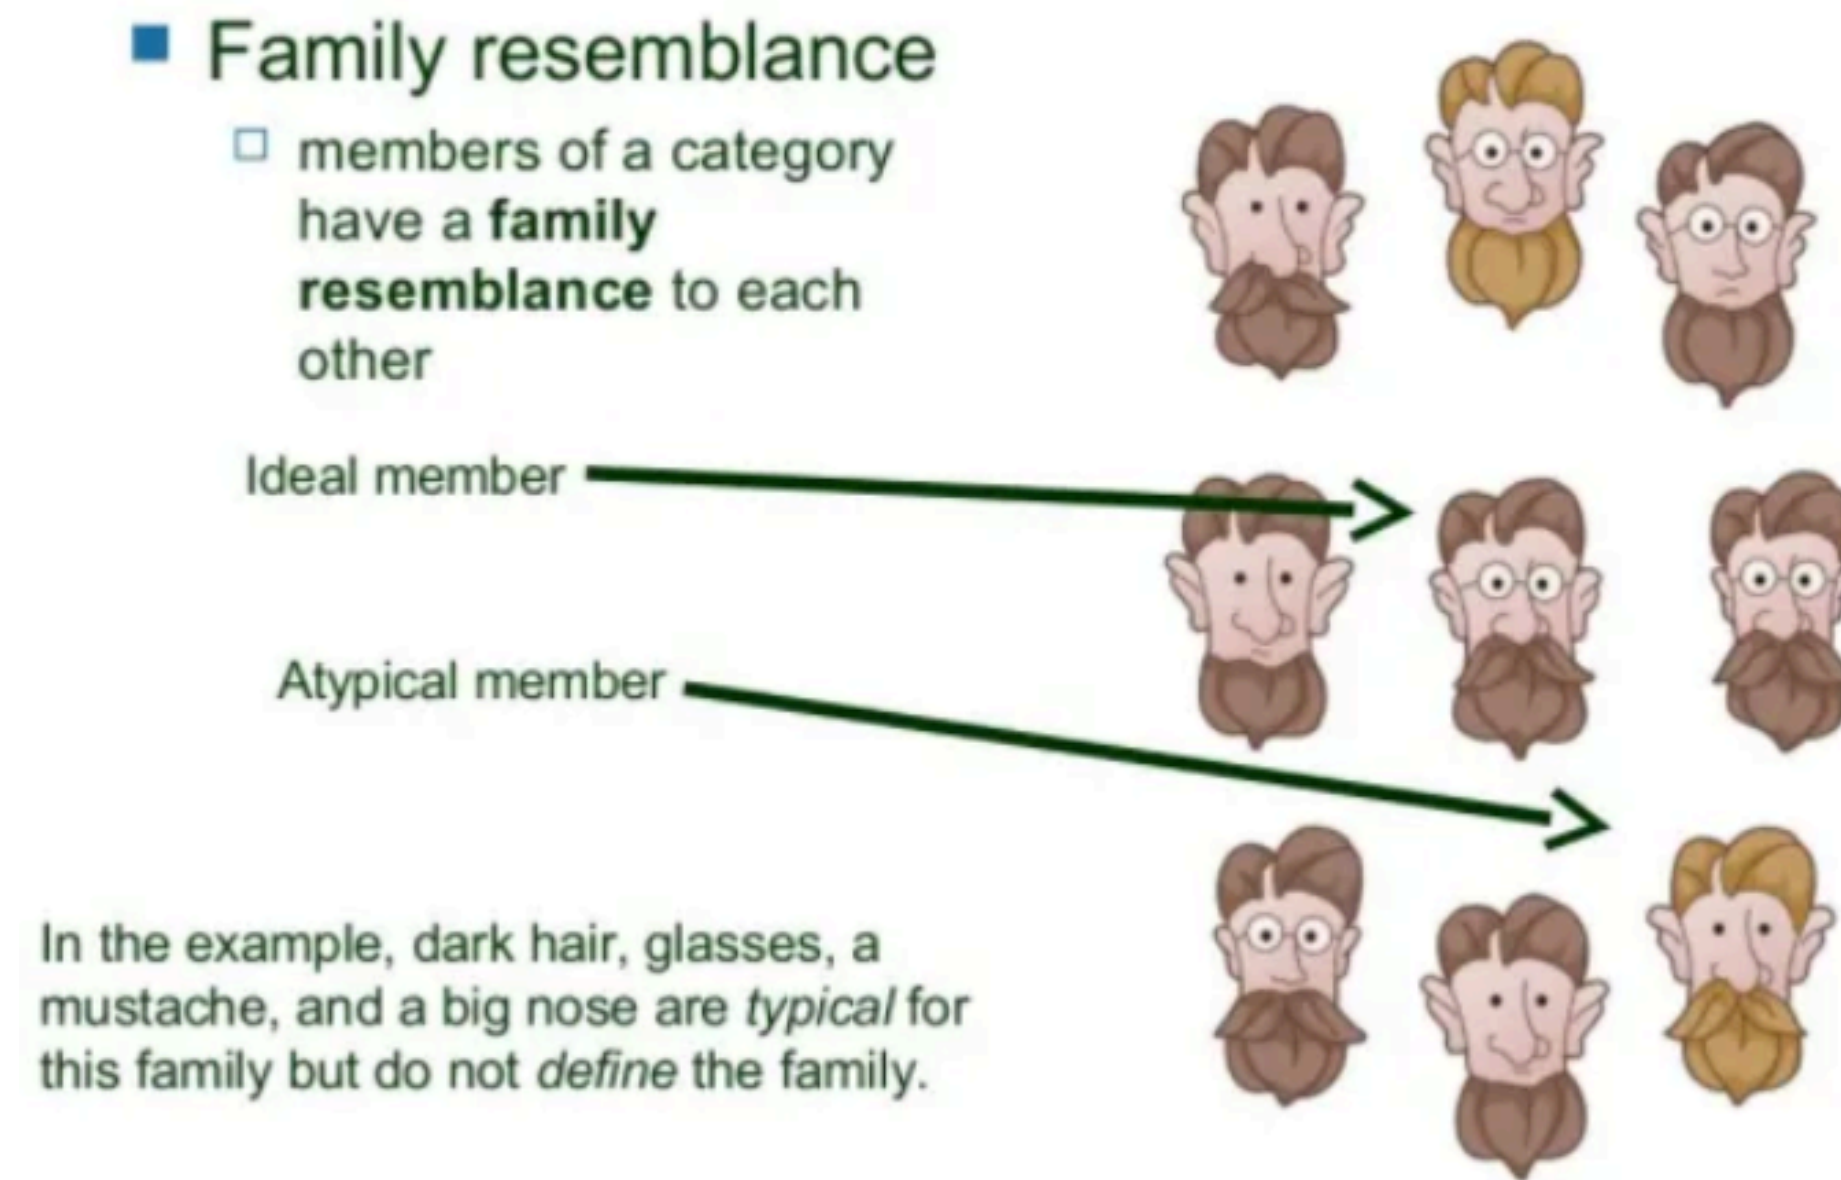 Family resemblance
members of a category
have a family
resemblance to each
other
Ideal member
Atypical member
In the example, dark hair, glasses, a
mustache, and a big nose are typical for
this family but do not define the family.